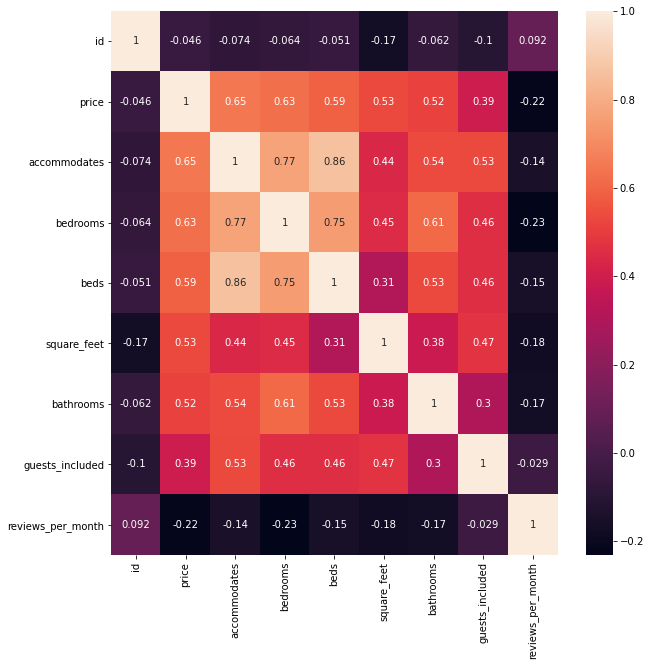 id 1 -0.046 -0.074 -0.064 -0.051 -0.17 -0.062 -0.1 0.092
price -0.046 1 0.65 0.63 0.59 0.53 0.52 0.39 -0.22
accommodates -0.074 0.65 1 0.77 0.86 0.44 0.54 0.53 -0.14
bedrooms -0.064 0.63 0.77 1 0.75 0.45 0.61 0.46 -0.23
beds -0.051 0.59 0.86 0.75 1 0.31 0.53 0.46 -0.15
square_feet -0.17 0.53 0.44 0.45 0.31 1 0.38 0.47 -0.18
bathrooms -0.062 0.52 0.54 0.61 0.53 0.38 1 0.3 -0.17
guests_included -0.1 0.39 0.53 0.46 0.46 0.47 0.3 1 -0.029
reviews_per_month 0.092 -0.22 -0.14 -0.23 -0.15 -0.18 -0.17 -0.029 1
id price accommodates bedrooms beds square_feet bathrooms guests_included reviews_per_month
1.0
0.8
0.6
0.4
0.2
0.0
−0.2